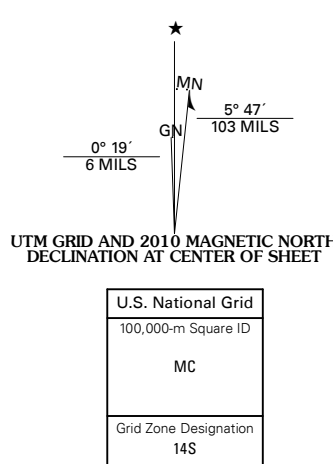 ★
MN
GN
5° 47´
103 MILS
0° 19´
6 MILS
UTM GRID AND 2010 MAGNETIC NORTH
DECLINATION AT CENTER OF SHEET
U.S. National Grid
100,000-m Square ID
MC
Grid Zone Designation
14S